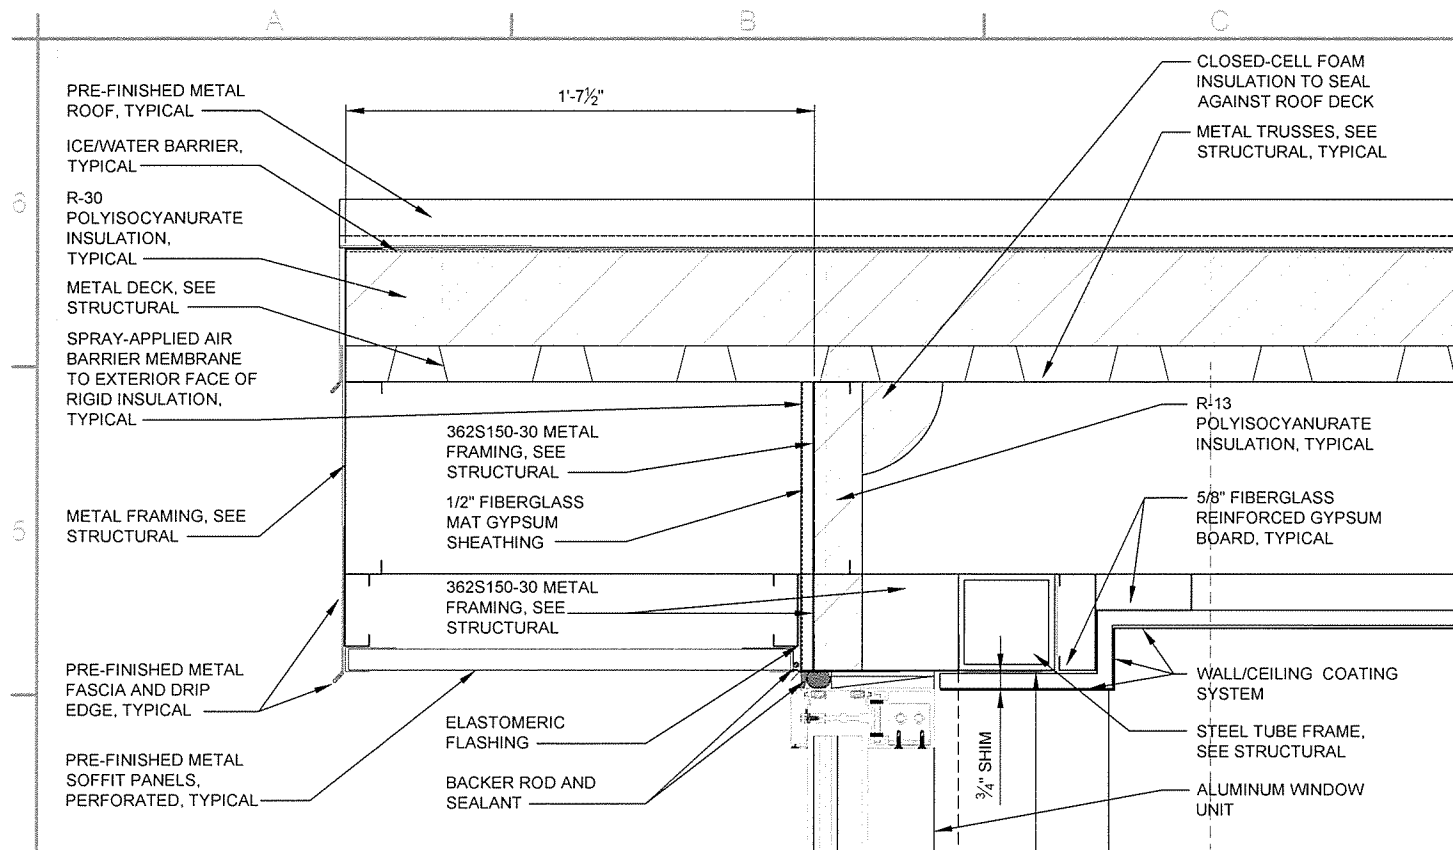 A
B
C
6
5
PRE-FINISHED METAL
ROOF, TYPICAL
ICE/WATER BARRIER,
TYPICAL
R-30
POLYISOCYANURATE
INSULATION,
TYPICAL
METAL DECK, SEE
STRUCTURAL
SPRAY-APPLIED AIR
BARRIER MEMBRANE
TO EXTERIOR FACE OF
RIGID INSULATION,
TYPICAL
METAL FRAMING, SEE
STRUCTURAL
PRE-FINISHED METAL
FASCIA AND DRIP
EDGE, TYPICAL
PRE-FINISHED METAL
SOFFIT PANELS,
PERFORATED, TYPICAL
1'-7½"
362S150-30 METAL
FRAMING, SEE
STRUCTURAL
1/2" FIBERGLASS
MAT GYPSUM
SHEATHING
362S150-30 METAL
FRAMING, SEE
STRUCTURAL
ELASTOMERIC
FLASHING
BACKER ROD AND
SEALANT
¾" SHIM
CLOSED-CELL FOAM
INSULATION TO SEAL
AGAINST ROOF DECK
METAL TRUSSES, SEE
STRUCTURAL, TYPICAL
R-13
POLYISOCYANURATE
INSULATION, TYPICAL
5/8" FIBERGLASS
REINFORCED GYPSUM
BOARD, TYPICAL
WALL/CEILING COATING
SYSTEM
STEEL TUBE FRAME,
SEE STRUCTURAL
ALUMINUM WINDOW
UNIT